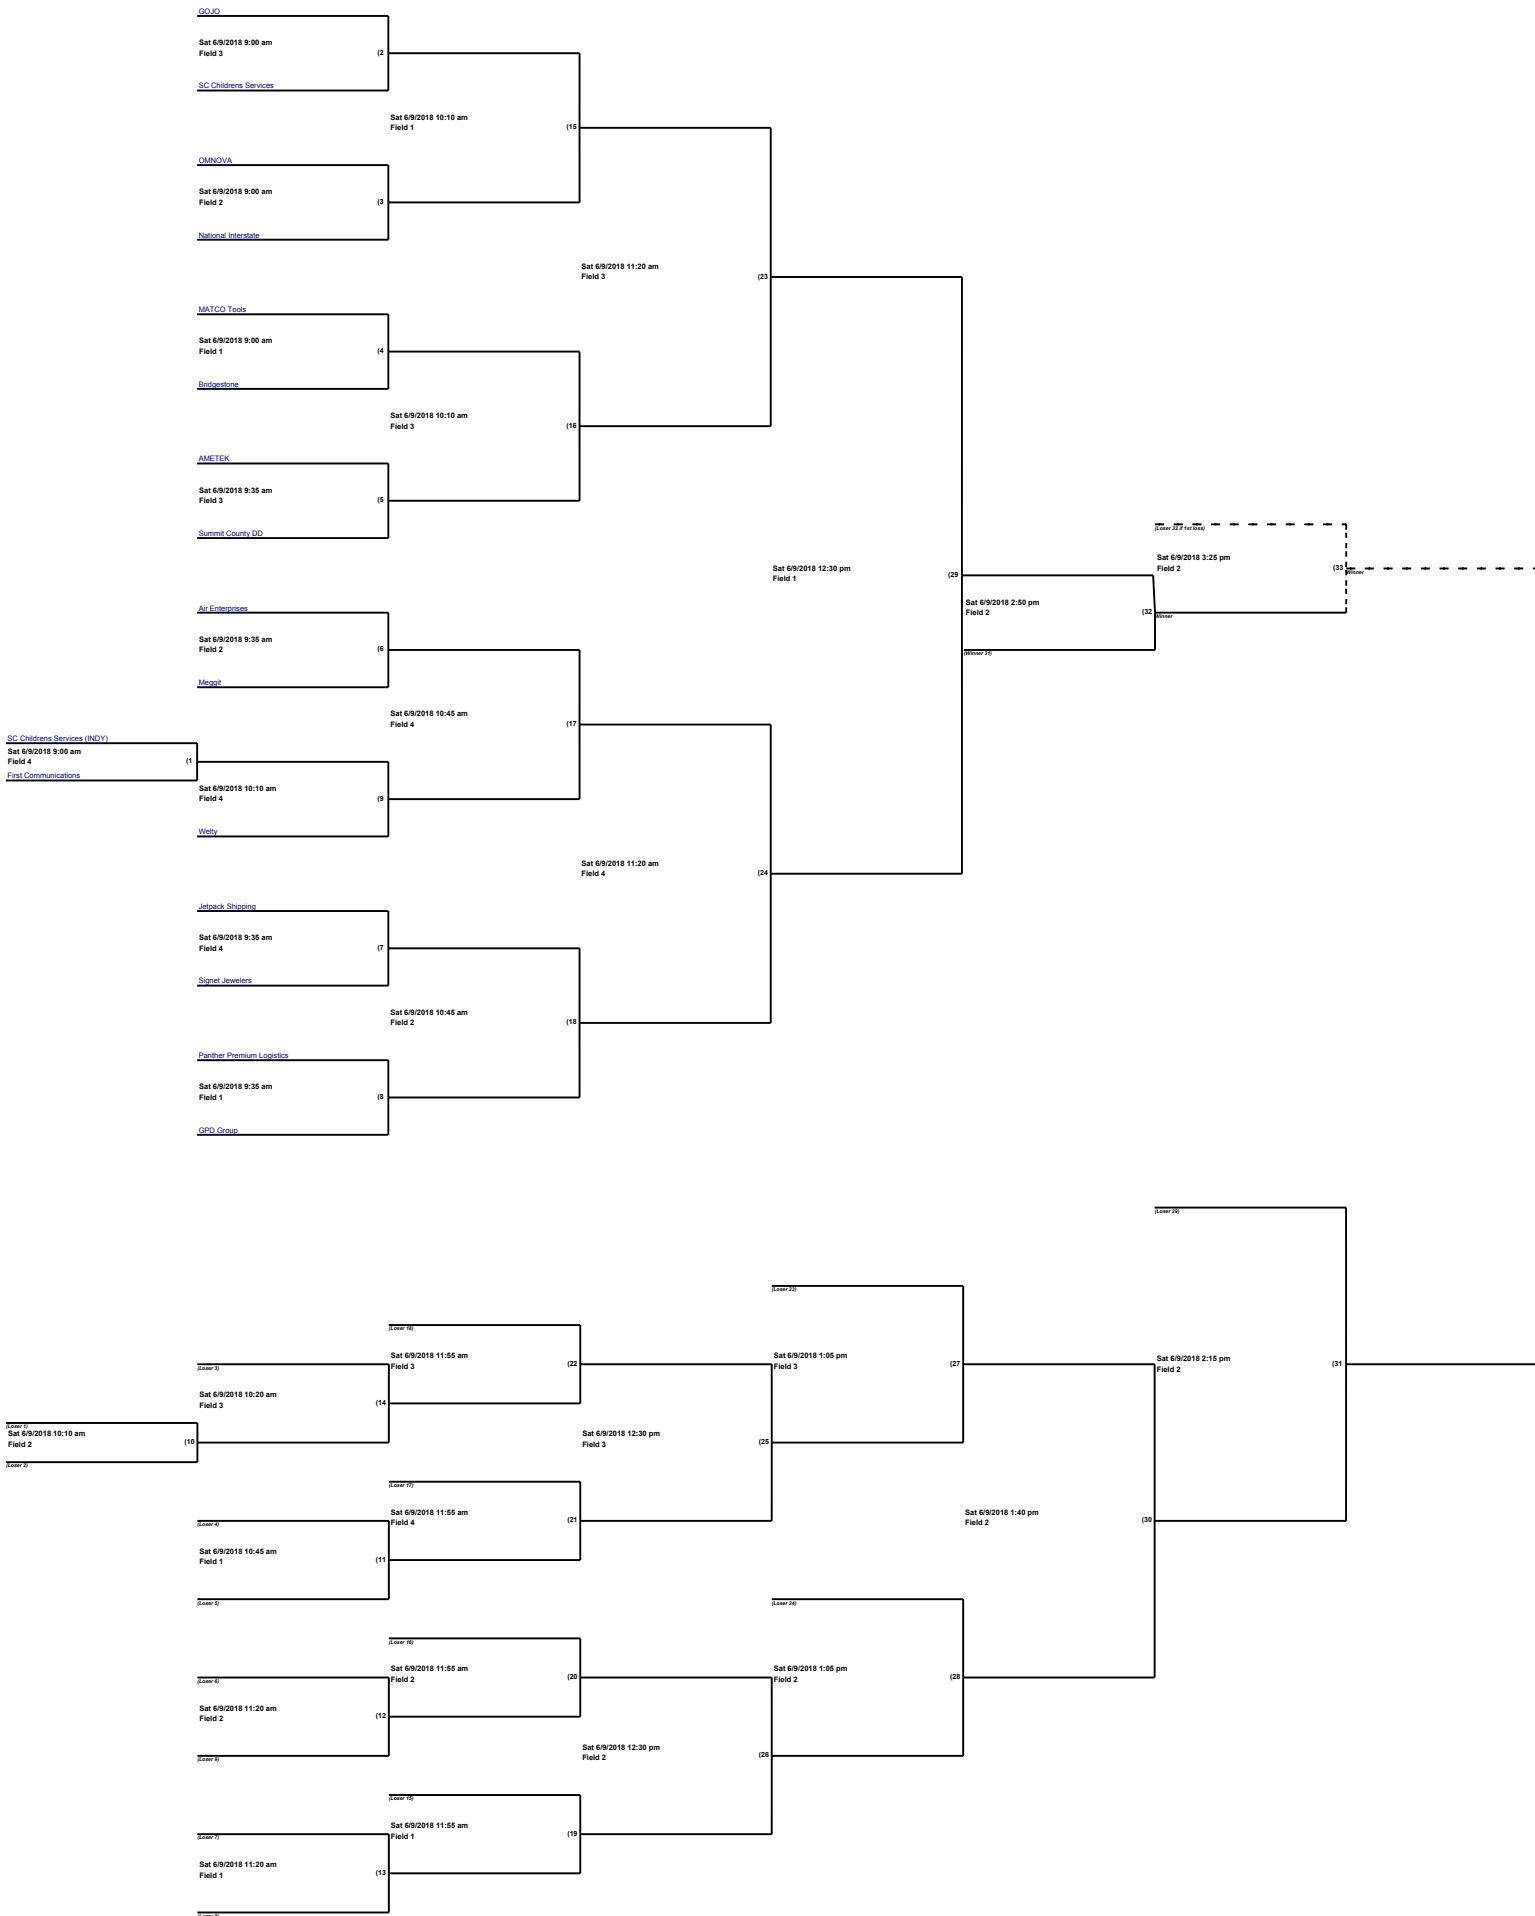 GOJO
Sat 6/9/2018 9:00 am
Field 3
(2
SC Childrens Services
Sat 6/9/2018 10:10 am
Field 1
(15
OMNOVA
Sat 6/9/2018 9:00 am
Field 2
(3
National Interstate
Sat 6/9/2018 11:20 am
Field 3
(23
MATCO Tools
Sat 6/9/2018 9:00 am
Field 1
(4
Bridgestone
Sat 6/9/2018 10:10 am
Field 3
(16
AMETEK
Sat 6/9/2018 9:35 am
Field 3
(5
Summit County DD
(Loser 32 if 1st loss)
Sat 6/9/2018 3:25 pm
Field 2
(33
Winner
Sat 6/9/2018 12:30 pm
Field 1
(29
Sat 6/9/2018 2:50 pm
Field 2
(32
Winner
(Winner 31)
Air Enterprises
Sat 6/9/2018 9:35 am
Field 2
(6
Meggit
Sat 6/9/2018 10:45 am
Field 4
(17
SC Childrens Services (INDY)
Sat 6/9/2018 9:00 am
Field 4
(1
First Communications
Sat 6/9/2018 10:10 am
Field 4
(9
Welty
Sat 6/9/2018 11:20 am
Field 4
(24
Jetpack Shipping
Sat 6/9/2018 9:35 am
Field 4
(7
Signet Jewelers
Sat 6/9/2018 10:45 am
Field 2
(18
Panther Premium Logistics
Sat 6/9/2018 9:35 am
Field 1
(8
GPD Group
(Loser 29)
(Loser 23)
(Loser 18)
Sat 6/9/2018 11:55 am
Field 3
(22
Sat 6/9/2018 1:05 pm
Field 3
(27
Sat 6/9/2018 2:15 pm
Field 2
(31
(Loser 3)
Sat 6/9/2018 10:20 am
Field 3
(14
(Loser 1)
Sat 6/9/2018 10:10 am
Field 2
(10
(Loser 2)
Sat 6/9/2018 12:30 pm
Field 3
(25
(Loser 17)
Sat 6/9/2018 11:55 am
Field 4
(21
Sat 6/9/2018 1:40 pm
Field 2
(30
(Loser 4)
Sat 6/9/2018 10:45 am
Field 1
(11
(Loser 5)
(Loser 24)
(Loser 16)
Sat 6/9/2018 11:55 am
Field 2
(20
Sat 6/9/2018 1:05 pm
Field 2
(28
(Loser 6)
Sat 6/9/2018 11:20 am
Field 2
(12
(Loser 9)
Sat 6/9/2018 12:30 pm
Field 2
(26
(Loser 15)
Sat 6/9/2018 11:55 am
Field 1
(19
(Loser 7)
Sat 6/9/2018 11:20 am
Field 1
(13